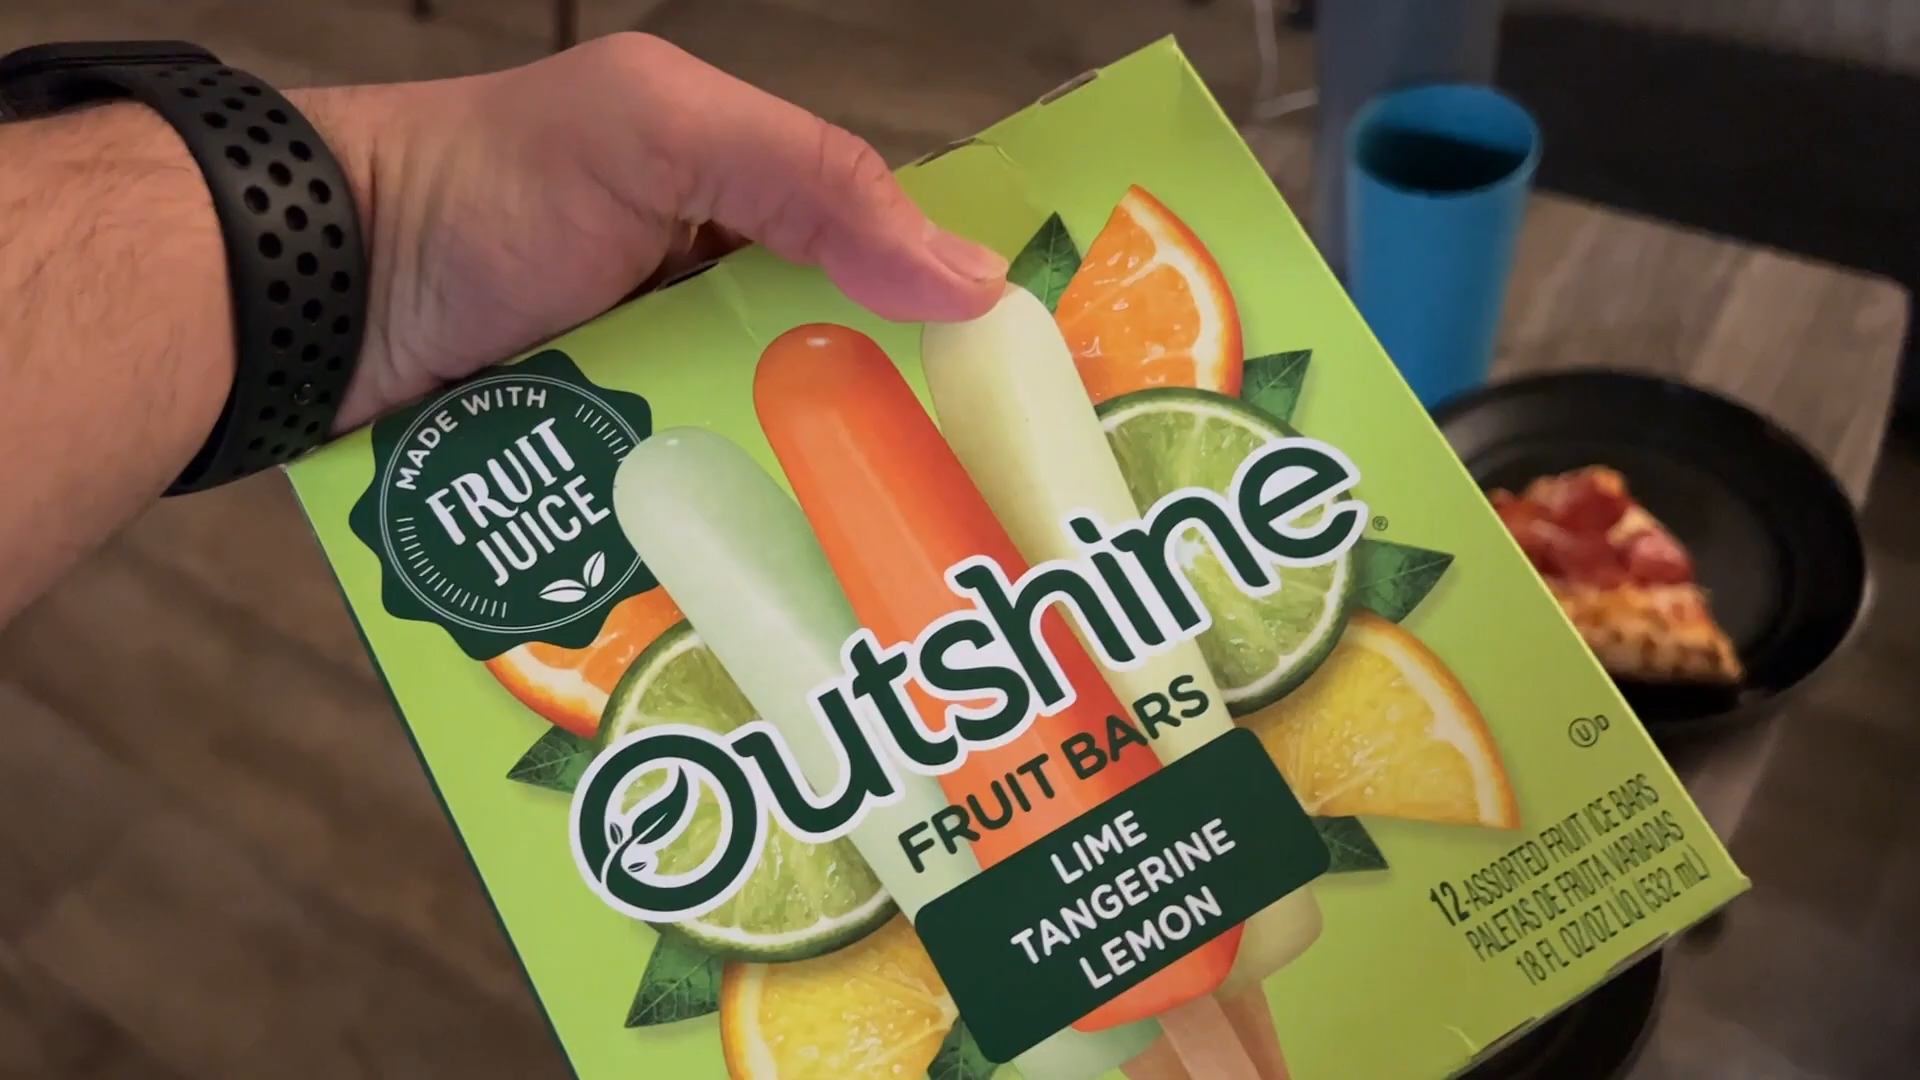 MADE WITH
FRUIT
JUICE
Outshine®
FRUIT BARS
LIME
TANGERINE
LEMON
U D
12-ASSORTED FRUIT ICE BARS
PALETAS DE FRUTA VARIADAS
18 FL OZ/OZ LIQ (532 mL)